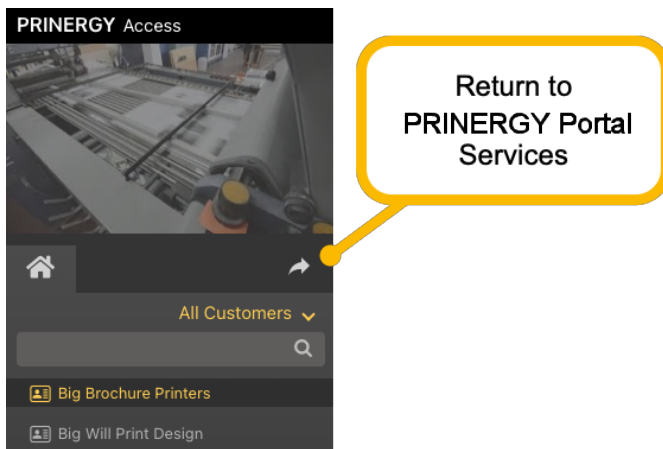 PRINERGY Access
Return to
PRINERGY Portal
Services
All Customers
Big Brochure Printers
Big Will Print Design